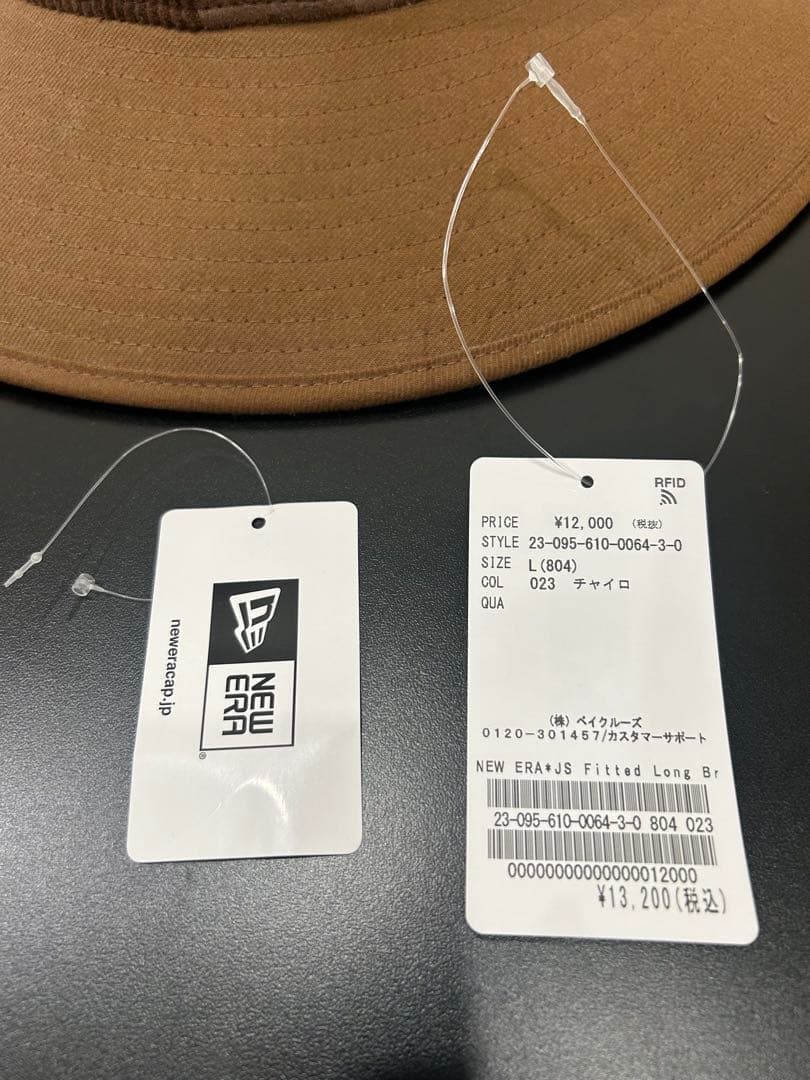 NEW
ERA
®
neweracap.jp
RFID
PRICE ¥12,000 (税抜)
STYLE 23-095-610-0064-3-0
SIZE L(804)
COL 023 チャイロ
QUA
(株) ベイクルーズ
0120-301457/カスタマーサポート
NEW ERA*JS Fitted Long Br
23-095-610-0064-3-0 804 023
00000000000000012000
¥13,200(税込)